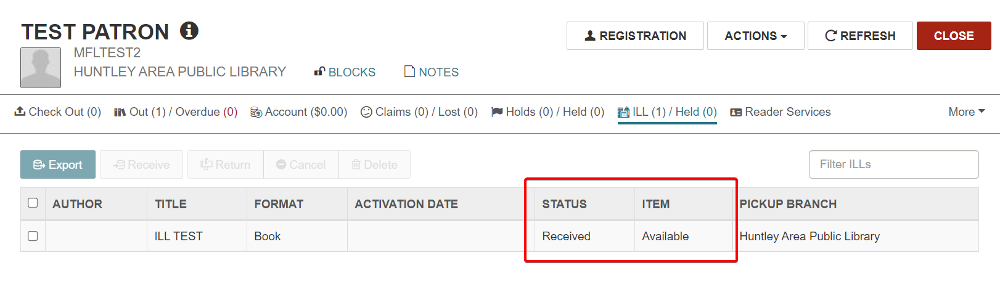 TEST PATRON
REGISTRATION ACTIONS REFRESH CLOSE
MFLTEST2
HUNTLEY AREA PUBLIC LIBRARY BLOCKS NOTES
Check Out (0) Out (1) / Overdue (0) Account ($0.00) Claims (0) / Lost (0) Holds (0) / Held (0) ILL (1) / Held (0) Reader Services More
Export Receive Return Cancel Delete Filter ILLs
AUTHOR TITLE FORMAT ACTIVATION DATE STATUS ITEM PICKUP BRANCH
ILL TEST Book Received Available Huntley Area Public Library